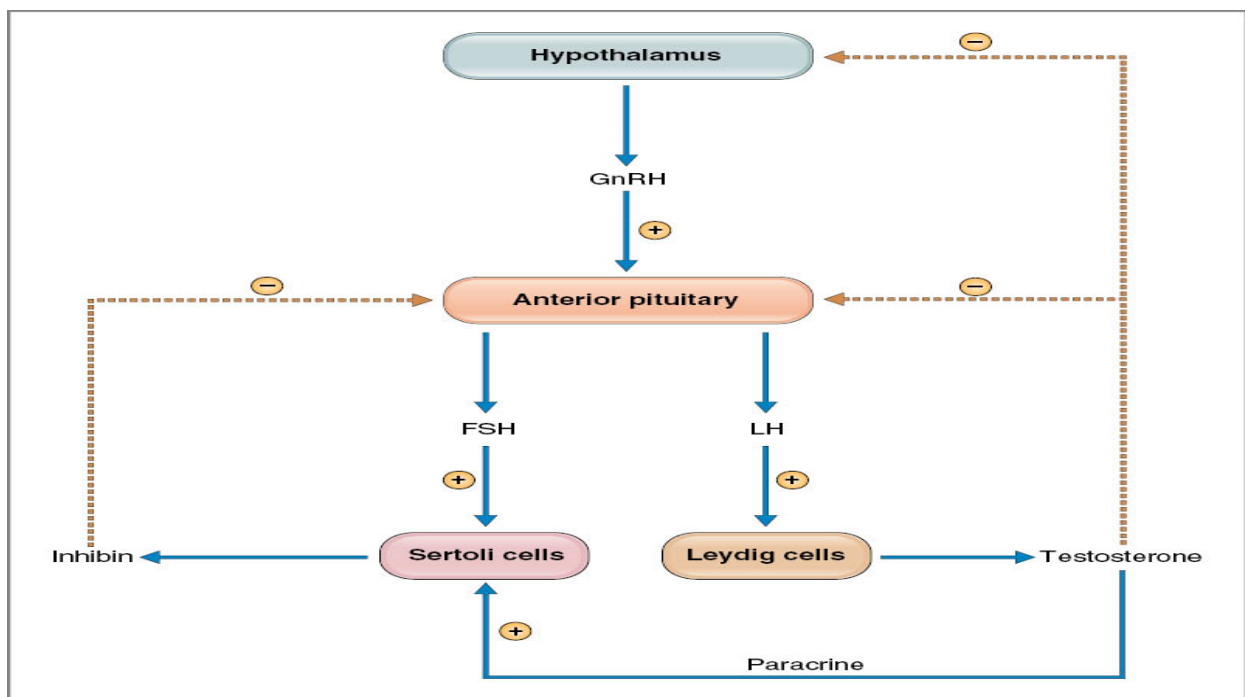 Hypothalamus
−
GnRH
+
−
Anterior pituitary
−
FSH
LH
+
+
Inhibin
Sertoli cells
Leydig cells
Testosterone
+
Paracrine